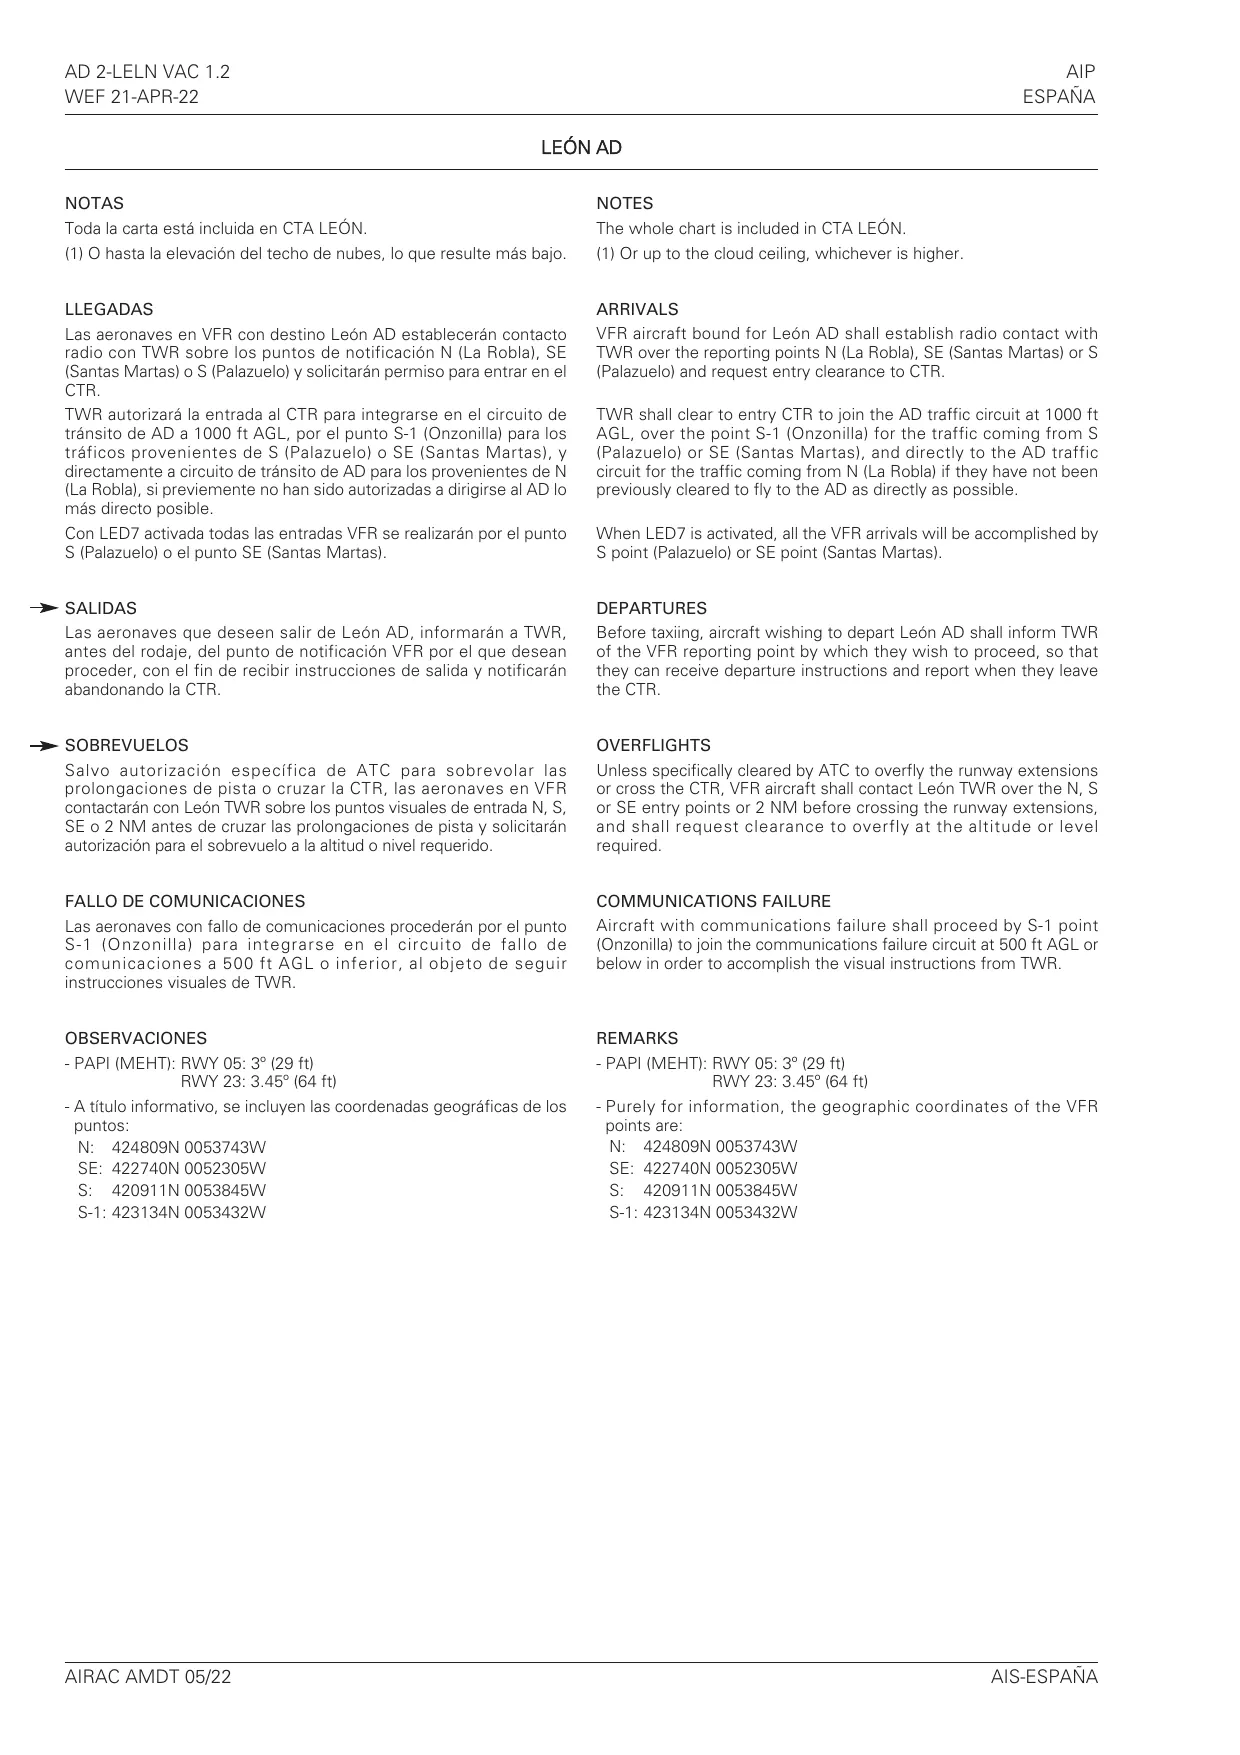 AD 2-LELN VAC 1.2
WEF 21-APR-22
AIP
ESPAÑA
LEÓN AD
NOTAS
Toda la carta está incluida en CTA LEÓN.
(1) O hasta la elevación del techo de nubes, lo que resulte más bajo.
LLEGADAS
Las aeronaves en VFR con destino León AD establecerán contacto
radio con TWR sobre los puntos de notificación N (La Robla), SE
(Santas Martas) o S (Palazuelo) y solicitarán permiso para entrar en el
CTR.
TWR autorizará la entrada al CTR para integrarse en el circuito de
tránsito de AD a 1000 ft AGL, por el punto S-1 (Onzonilla) para los
tráficos provenientes de S (Palazuelo) o SE (Santas Martas), y
directamente a circuito de tránsito de AD para los provenientes de N
(La Robla), si previemente no han sido autorizadas a dirigirse al AD lo
más directo posible.
Con LED7 activada todas las entradas VFR se realizarán por el punto
S (Palazuelo) o el punto SE (Santas Martas).
SALIDAS
Las aeronaves que deseen salir de León AD, informarán a TWR,
antes del rodaje, del punto de notificación VFR por el que desean
proceder, con el fin de recibir instrucciones de salida y notificarán
abandonando la CTR.
SOBREVUELOS
Salvo autorización específica de ATC para sobrevolar las
prolongaciones de pista o cruzar la CTR, las aeronaves en VFR
contactarán con León TWR sobre los puntos visuales de entrada N, S,
SE o 2 NM antes de cruzar las prolongaciones de pista y solicitarán
autorización para el sobrevuelo a la altitud o nivel requerido.
FALLO DE COMUNICACIONES
Las aeronaves con fallo de comunicaciones procederán por el punto
S-1 (Onzonilla) para integrarse en el circuito de fallo de
comunicaciones a 500 ft AGL o inferior, al objeto de seguir
instrucciones visuales de TWR.
OBSERVACIONES
- PAPI (MEHT): RWY 05: 3º (29 ft)
RWY 23: 3.45º (64 ft)
- A título informativo, se incluyen las coordenadas geográficas de los
puntos:
N: 424809N 0053743W
SE: 422740N 0052305W
S: 420911N 0053845W
S-1: 423134N 0053432W
NOTES
The whole chart is included in CTA LEÓN.
(1) Or up to the cloud ceiling, whichever is higher.
ARRIVALS
VFR aircraft bound for León AD shall establish radio contact with
TWR over the reporting points N (La Robla), SE (Santas Martas) or S
(Palazuelo) and request entry clearance to CTR.
TWR shall clear to entry CTR to join the AD traffic circuit at 1000 ft
AGL, over the point S-1 (Onzonilla) for the traffic coming from S
(Palazuelo) or SE (Santas Martas), and directly to the AD traffic
circuit for the traffic coming from N (La Robla) if they have not been
previously cleared to fly to the AD as directly as possible.
When LED7 is activated, all the VFR arrivals will be accomplished by
S point (Palazuelo) or SE point (Santas Martas).
DEPARTURES
Before taxiing, aircraft wishing to depart León AD shall inform TWR
of the VFR reporting point by which they wish to proceed, so that
they can receive departure instructions and report when they leave
the CTR.
OVERFLIGHTS
Unless specifically cleared by ATC to overfly the runway extensions
or cross the CTR, VFR aircraft shall contact León TWR over the N, S
or SE entry points or 2 NM before crossing the runway extensions,
and shall request clearance to overfly at the altitude or level
required.
COMMUNICATIONS FAILURE
Aircraft with communications failure shall proceed by S-1 point
(Onzonilla) to join the communications failure circuit at 500 ft AGL or
below in order to accomplish the visual instructions from TWR.
REMARKS
- PAPI (MEHT): RWY 05: 3º (29 ft)
RWY 23: 3.45º (64 ft)
- Purely for information, the geographic coordinates of the VFR
points are:
N: 424809N 0053743W
SE: 422740N 0052305W
S: 420911N 0053845W
S-1: 423134N 0053432W
AIRAC AMDT 05/22
AIS-ESPAÑA